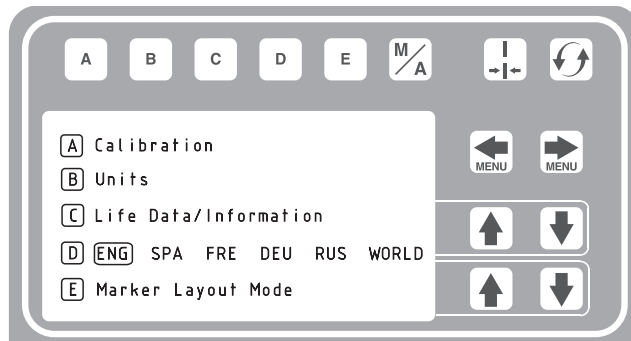 A B C D E M/A
MENU MENU
A Calibration
B Units
C Life Data/Information
D ENG SPA FRE DEU RUS WORLD
E Marker Layout Mode